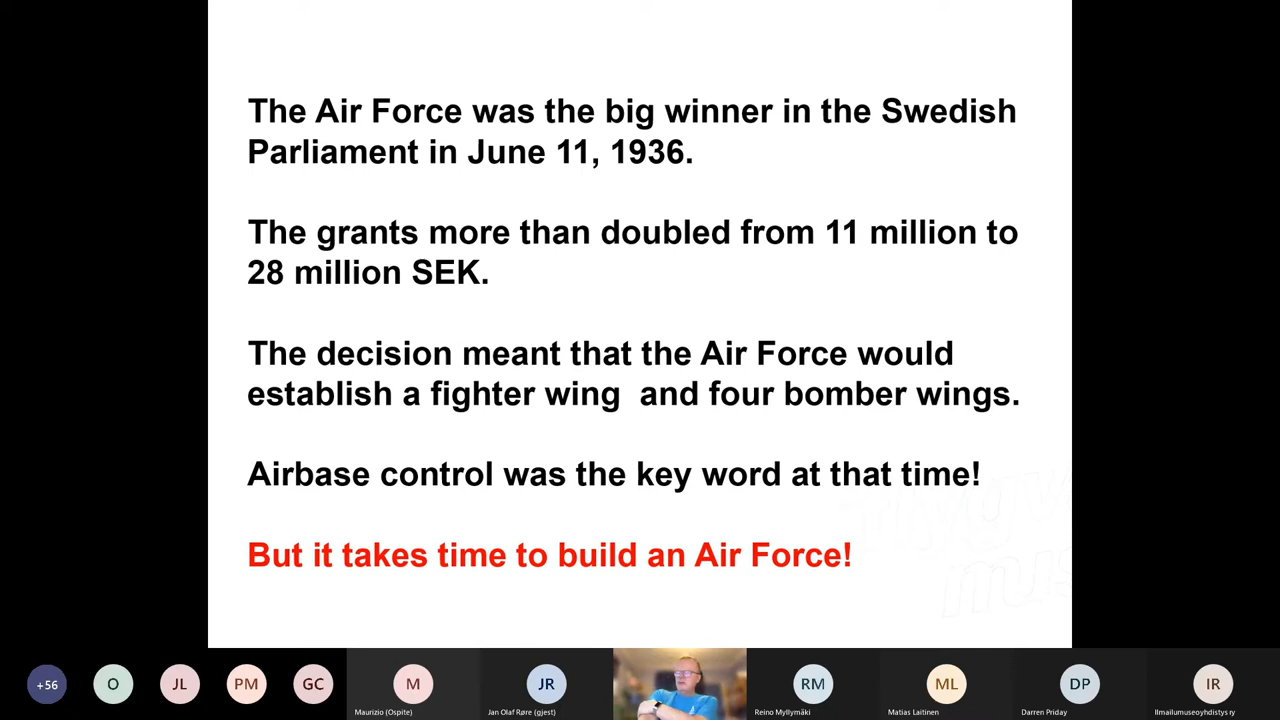 The Air Force was the big winner in the Swedish
Parliament in June 11, 1936.
The grants more than doubled from 11 million to
28 million SEK.
The decision meant that the Air Force would
establish a fighter wing  and four bomber wings.
Airbase control was the key word at that time!
But it takes time to build an Air Force!
+56
O
JL
PM
GC
M
JR
RM
ML
DP
IR
Maurizio (Ospite)
Jan Olaf Røre (gjest)
Reino Myllymäki
Matias Laitinen
Darren Priday
Ilmailumuseoyhdistys ry